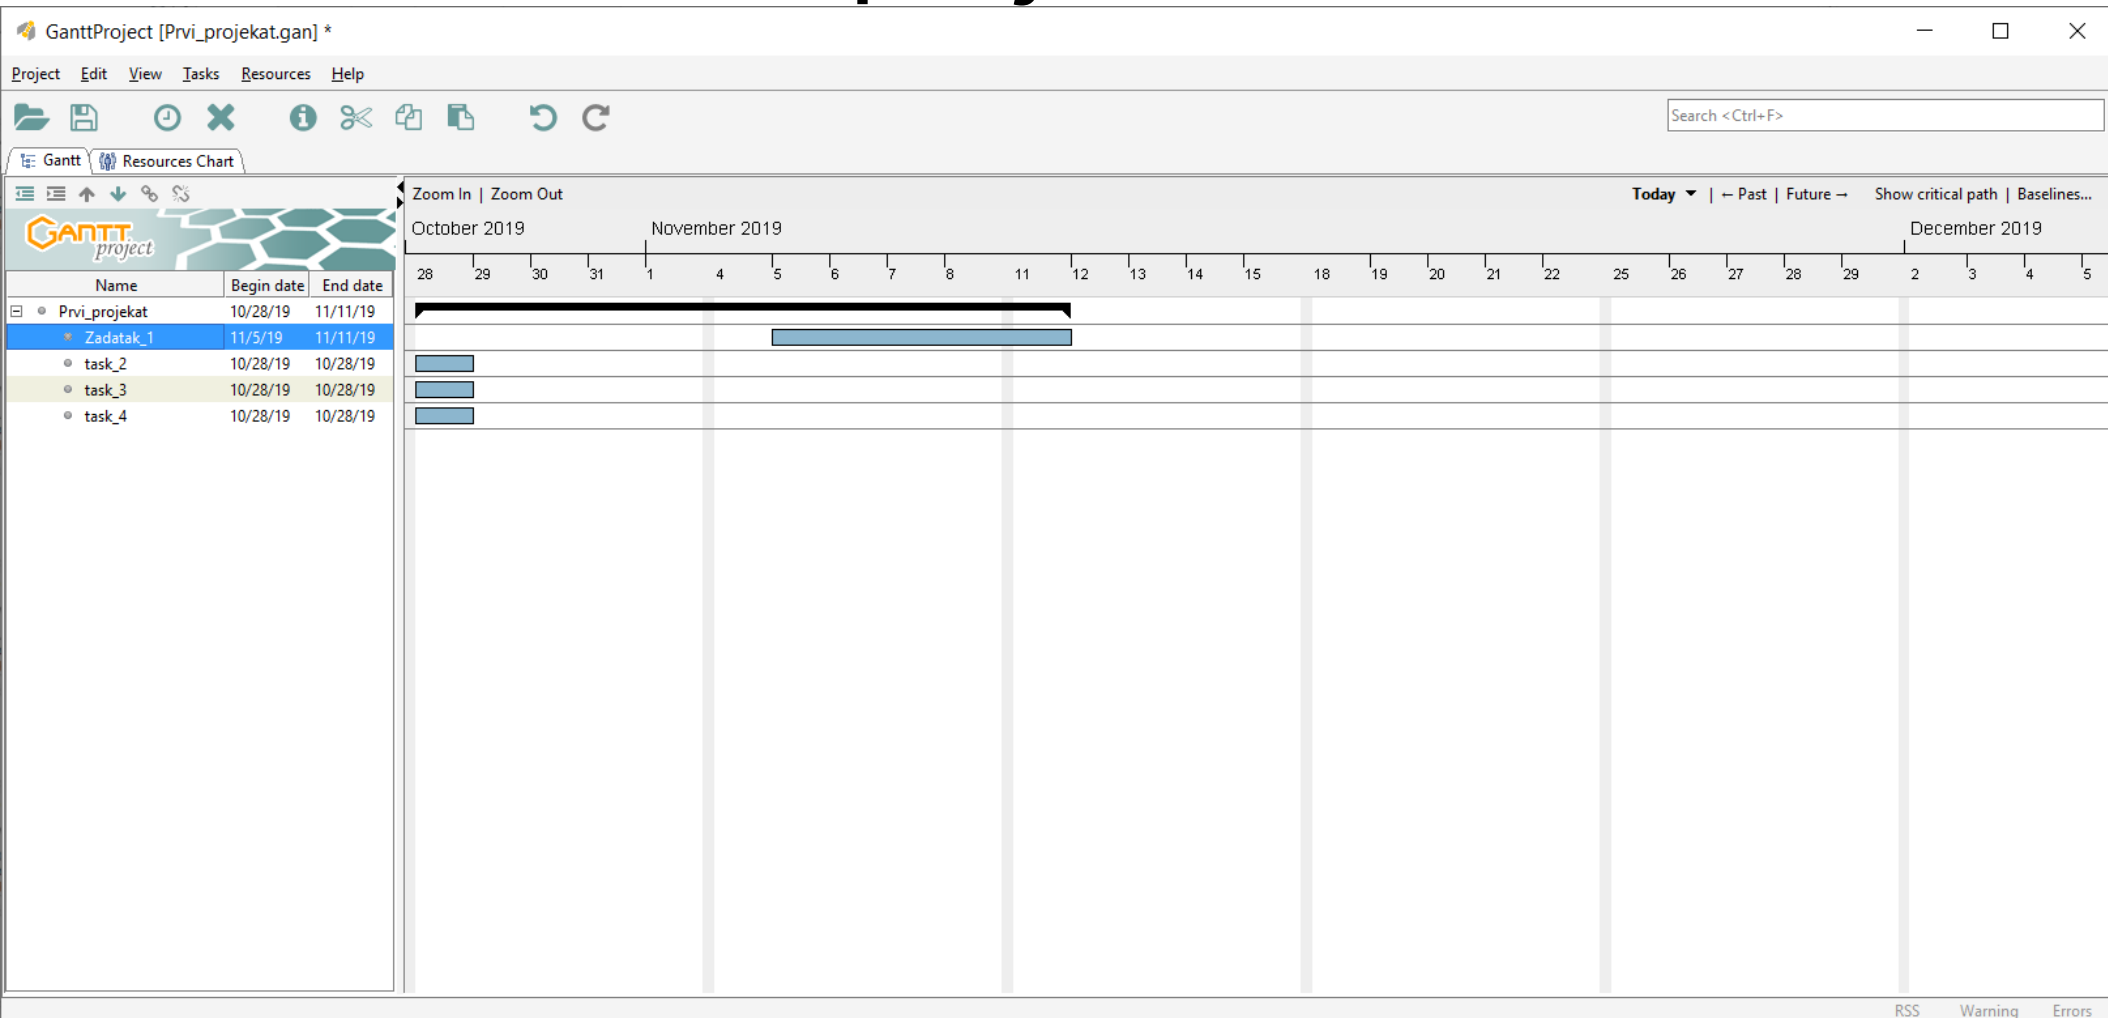 GanttProject [Prvi_projekat.gan] *
Project Edit View Tasks Resources Help
Search <Ctrl+F>
Gantt Resources Chart
Zoom In | Zoom Out Today ▼ | ← Past | Future → Show critical path | Baselines...
GANTT
project
October 2019 November 2019 December 2019
28 29 30 31 1 4 5 6 7 8 11 12 13 14 15 18 19 20 21 22 25 26 27 28 29 2 3 4 5
Name Begin date End date
Prvi_projekat 10/28/19 11/11/19
Zadatak_1 11/5/19 11/11/19
task_2 10/28/19 10/28/19
task_3 10/28/19 10/28/19
task_4 10/28/19 10/28/19
RSS Warning Errors